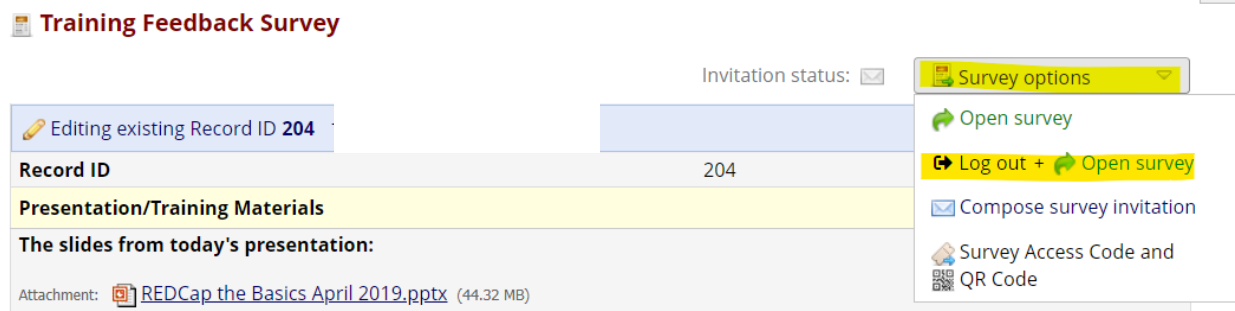 Training Feedback Survey
Invitation status:
Survey options
Editing existing Record ID 204
Open survey
Record ID 204
Log out + Open survey
Presentation/Training Materials
Compose survey invitation
The slides from today's presentation:
Survey Access Code and
QR Code
Attachment: REDCap the Basics April 2019.pptx (44.32 MB)